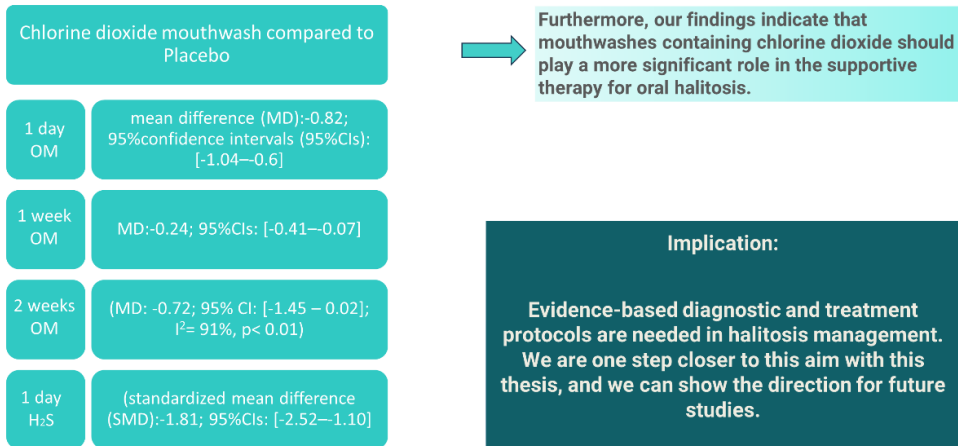 Chlorine dioxide mouthwash compared to
Placebo
Furthermore, our findings indicate that
mouthwashes containing chlorine dioxide should
play a more significant role in the supportive
therapy for oral halitosis.
1 day
OM
mean difference (MD):-0.82;
95%confidence intervals (95%CIs):
[-1.04–-0.6]
1 week
OM
MD:-0.24; 95%CIs: [-0.41–-0.07]
2 weeks
OM
(MD: -0.72; 95% CI: [-1.45 – 0.02];
I²= 91%, p< 0.01)
1 day
H₂S
(standardized mean difference
(SMD):-1.81; 95%CIs: [-2.52–-1.10]
Implication:
Evidence-based diagnostic and treatment
protocols are needed in halitosis management.
We are one step closer to this aim with this
thesis, and we can show the direction for future
studies.